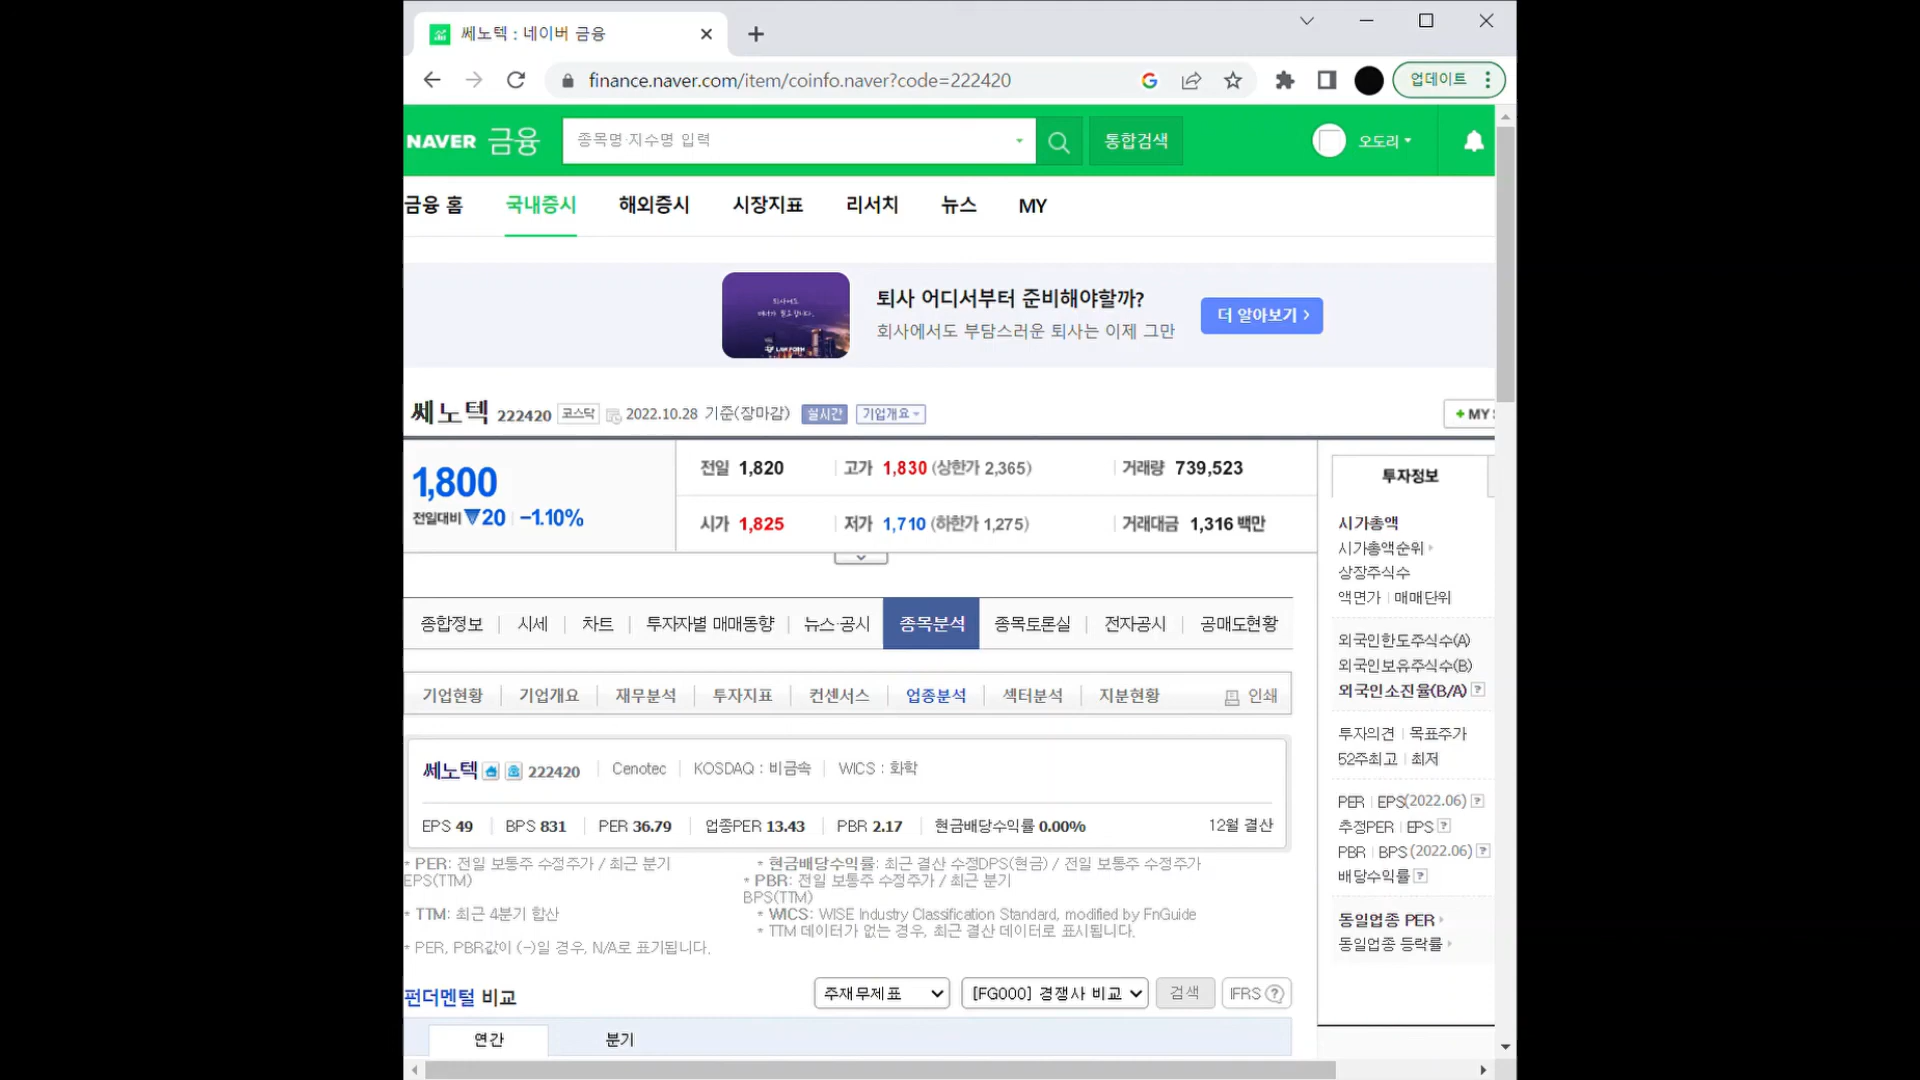 쎄노텍 : 네이버 금융
finance.naver.com/item/coinfo.naver?code=222420
업데이트
NAVER 금융
종목명·지수명 입력
통합검색
오도리
금융 홈 국내증시 해외증시 시장지표 리서치 뉴스 MY
퇴사 어디서부터 준비해야할까?
회사에서도 부담스러운 퇴사는 이제 그만
더 알아보기 >
LAW FORM
쎄노텍 222420 코스닥 2022.10.28 기준(장마감) 실시간 기업개요
+ MY
1,800
전일대비 ▼20 -1.10%
전일 1,820 고가 1,830 (상한가 2,365) 거래량 739,523
시가 1,825 저가 1,710 (하한가 1,275) 거래대금 1,316 백만
종합정보 시세 차트 투자자별 매매동향 뉴스·공시 종목분석 종목토론실 전자공시 공매도현황
기업현황 기업개요 재무분석 투자지표 컨센서스 업종분석 섹터분석 지분현황 인쇄
쎄노텍 222420 Cenotec KOSDAQ : 비금속 WICS : 화학
EPS 49 BPS 831 PER 36.79 업종PER 13.43 PBR 2.17 현금배당수익률 0.00% 12월 결산
* PER: 전일 보통주 수정주가 / 최근 분기
EPS(TTM)
* TTM: 최근 4분기 합산
* PER, PBR값이 (-)일 경우, N/A로 표기됩니다.
* 현금배당수익률: 최근 결산 수정DPS(현금) / 전일 보통주 수정주가
* PBR: 전일 보통주 수정주가 / 최근 분기
BPS(TTM)
* WICS: WISE Industry Classification Standard, modified by FnGuide
* TTM 데이터가 없는 경우, 최근 결산 데이터로 표시됩니다.
펀더멘털 비교
주재무제표 [FG000] 경쟁사 비교 검색 IFRS ?
연간 분기
투자정보
시가총액
시가총액순위
상장주식수
액면가 매매단위
외국인한도주식수(A)
외국인보유주식수(B)
외국인소진율(B/A) ?
투자의견 목표주가
52주최고 최저
PER EPS(2022.06) ?
추정PER EPS ?
PBR BPS (2022.06) ?
배당수익률 ?
동일업종 PER
동일업종 등락률